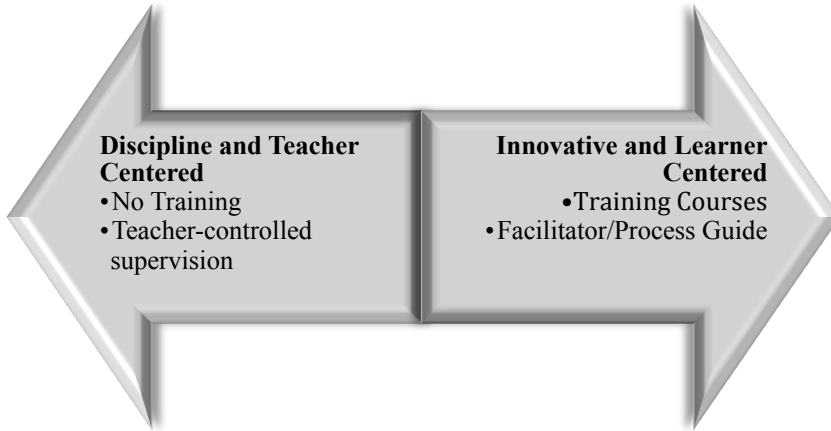 Discipline and Teacher
Centered
•No Training
•Teacher-controlled
supervision
Innovative and Learner
Centered
•Training Courses
•Facilitator/Process Guide